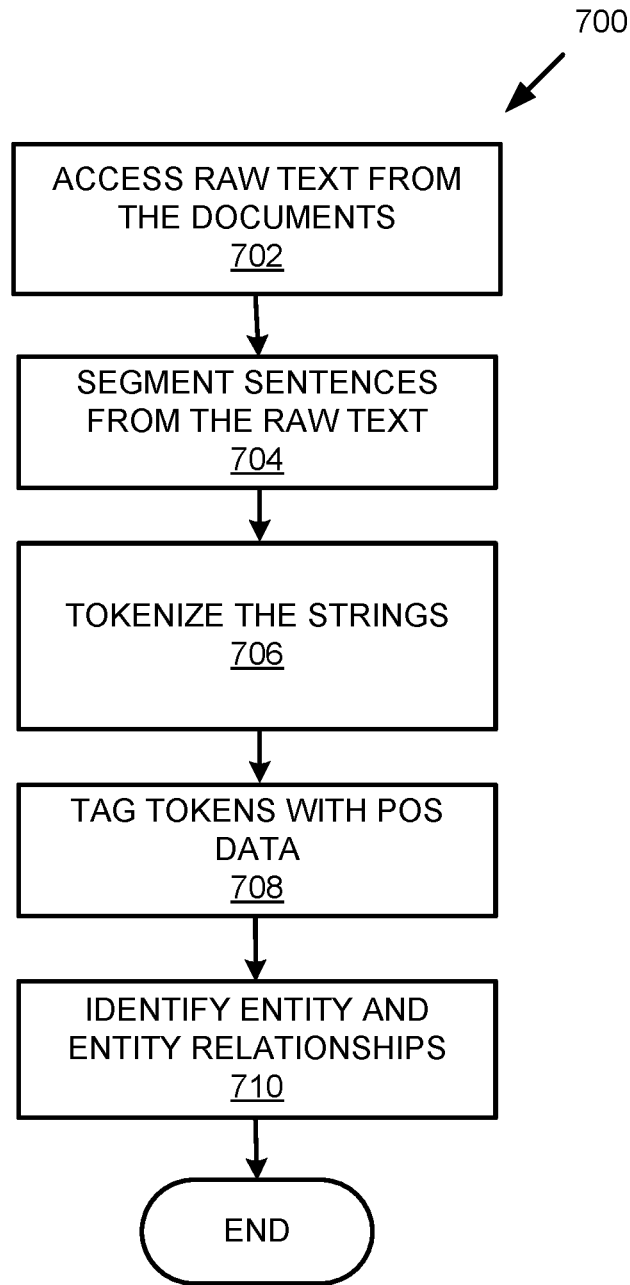 700
ACCESS RAW TEXT FROM
THE DOCUMENTS
702
SEGMENT SENTENCES
FROM THE RAW TEXT
704
TOKENIZE THE STRINGS
706
TAG TOKENS WITH POS
DATA
708
IDENTIFY ENTITY AND
ENTITY RELATIONSHIPS
710
END